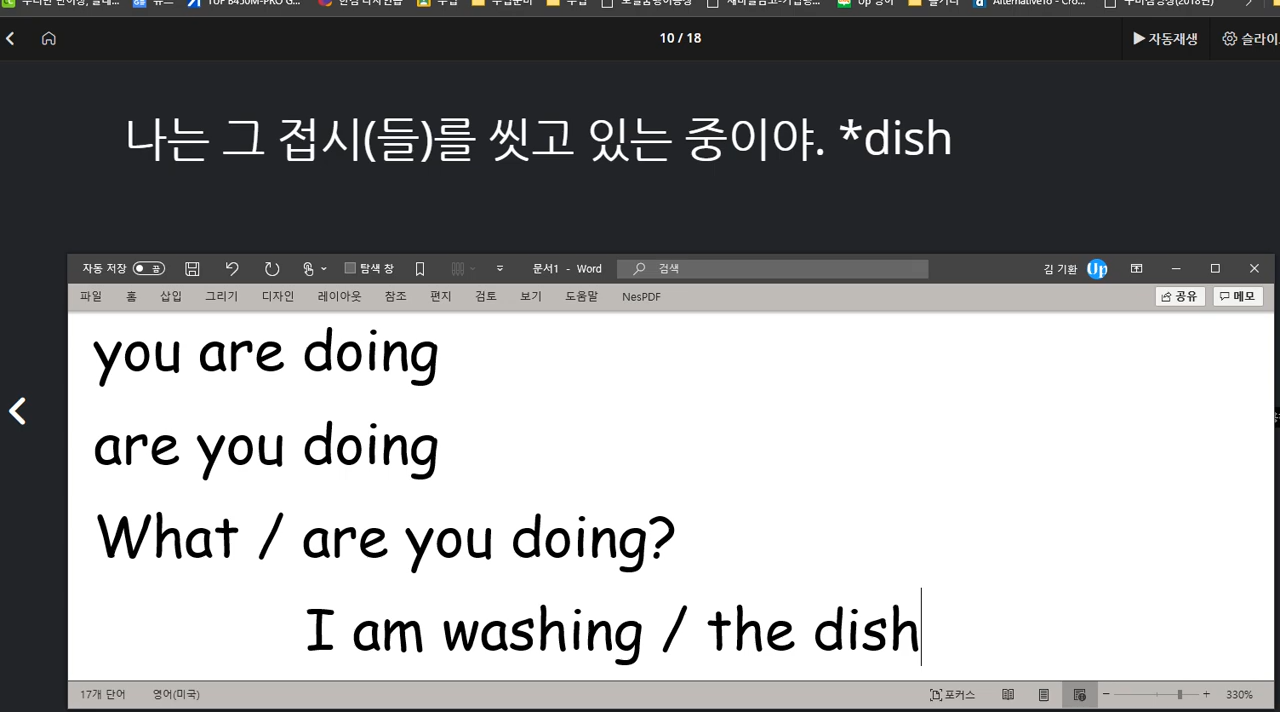 10 / 18
▶ 자동재생
슬라이
나는 그 접시(들)를 씻고 있는 중이야. *dish
자동 저장 끔 탐색 창 문서1 - Word 검색 김 기환 Up
파일 홈 삽입 그리기 디자인 레이아웃 참조 편지 검토 보기 도움말 NesPDF 공유 메모
you are doing
are you doing
What / are you doing?
I am washing / the dish
17개 단어 영어(미국) 포커스 330%